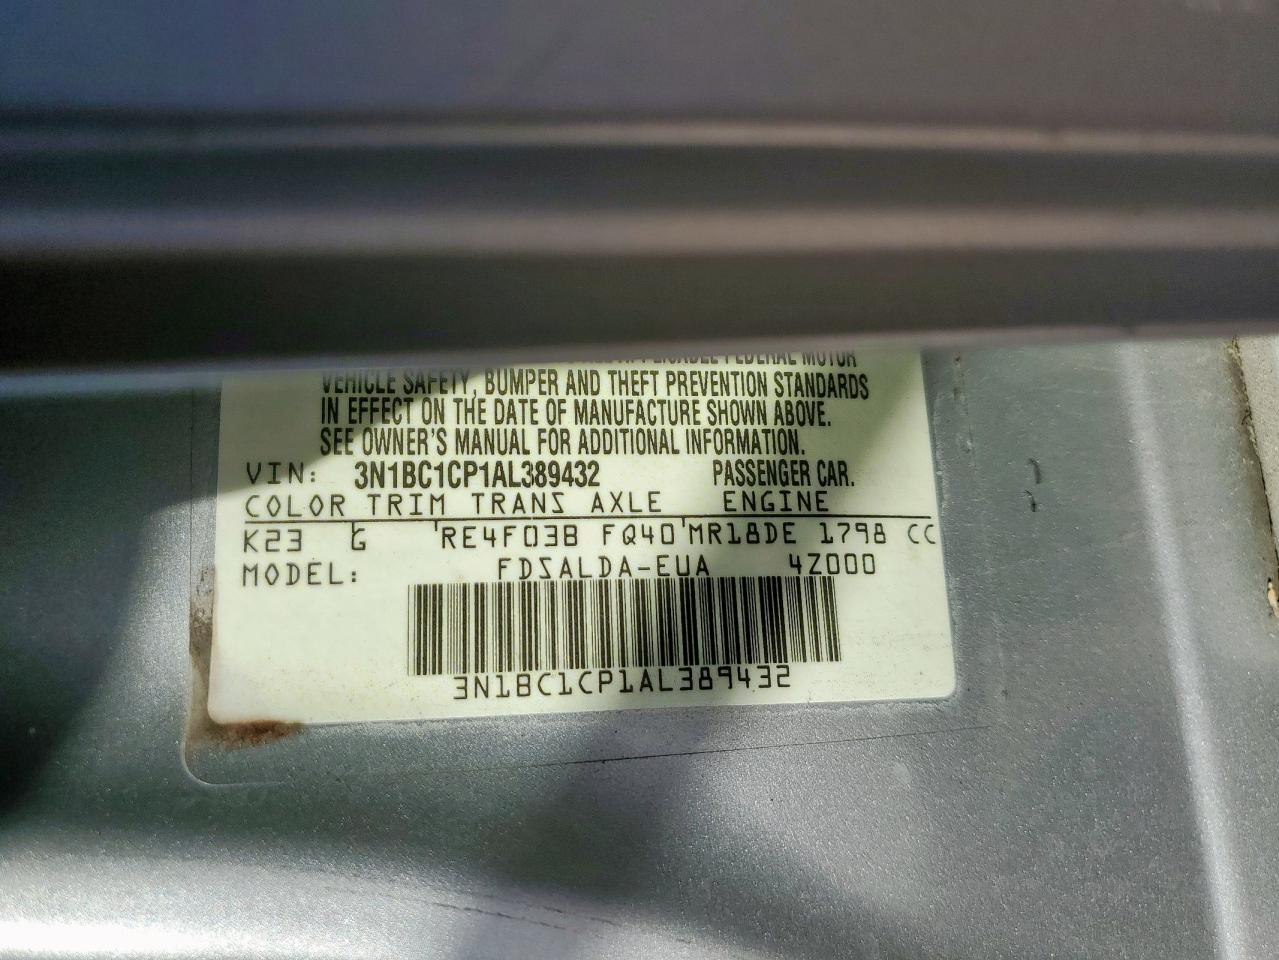 FEDERAL MOTOR
VEHICLE SAFETY, BUMPER AND THEFT PREVENTION STANDARDS
IN EFFECT ON THE DATE OF MANUFACTURE SHOWN ABOVE.
SEE OWNER'S MANUAL FOR ADDITIONAL INFORMATION.
VIN: 3N1BC1CP1AL389432 PASSENGER CAR.
COLOR TRIM TRANS AXLE ENGINE
K23 G RE4F03B FQ40 MR18DE 1798 CC
MODEL: FDSALDA-EUA 4Z000
3N1BC1CP1AL389432